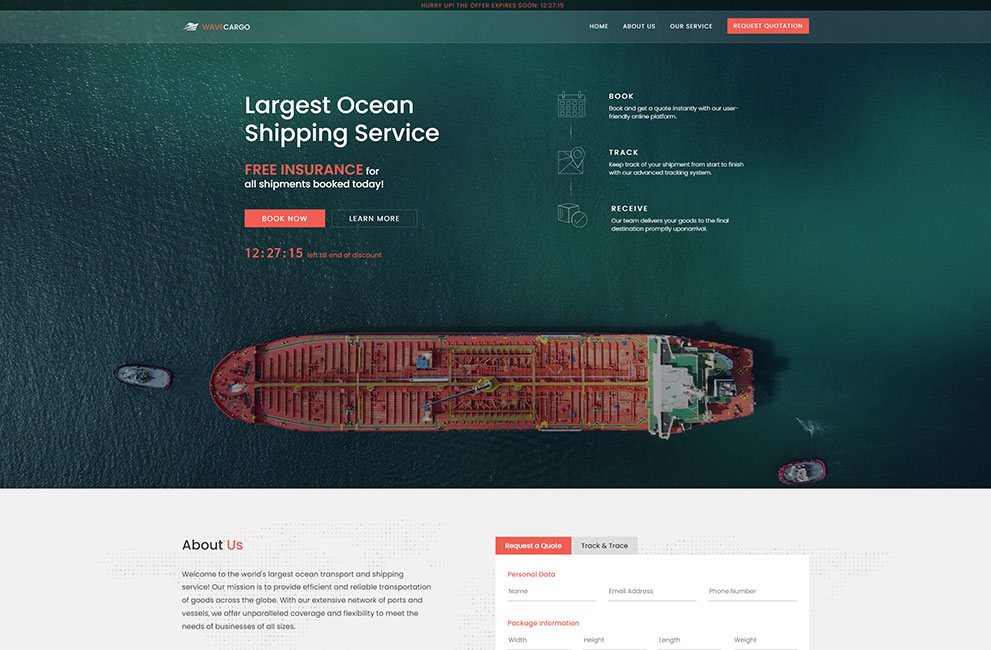 HURRY UP! THE OFFER EXPIRES SOON: 12:27:15
WAVECARGO
HOME
ABOUT US
OUR SERVICE
REQUEST QUOTATION
Largest Ocean
Shipping Service
FREE INSURANCE for
all shipments booked today!
BOOK NOW
LEARN MORE
12:27:15 left till end of discount
BOOK
Book and get a quote instantly with our user-
friendly online platform.
TRACK
Keep track of your shipment from start to finish
with our advanced tracking system.
RECEIVE
Our team delivers your goods to the final
destination promptly uponarrival.
About Us
Welcome to the world's largest ocean transport and shipping
service! Our mission is to provide efficient and reliable transportation
of goods across the globe. With our extensive network of ports and
vessels, we offer unparalleled coverage and flexibility to meet the
needs of businesses of all sizes.
Request a Quote
Track & Trace
Personal Data
Name
Email Address
Phone Number
Package Information
Width
Height
Length
Weight